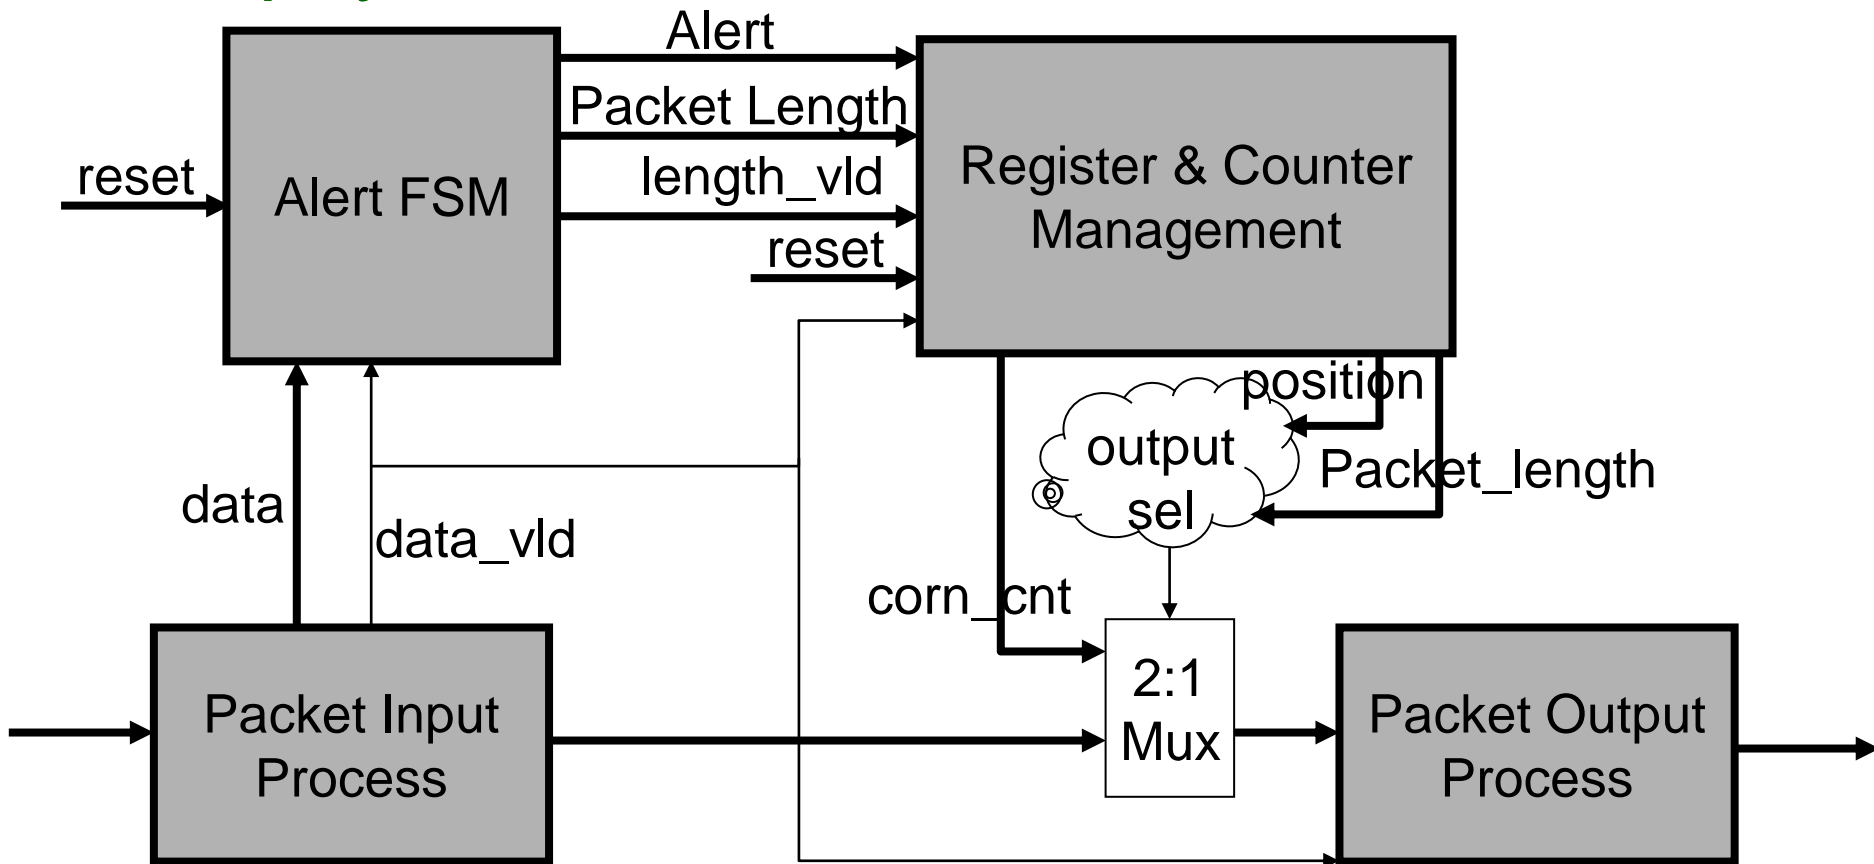 Alert
Packet Length
length_vld
reset
reset
Alert FSM
Register & Counter
Management
position
output
sel
Packet_length
data
data_vld
corn_cnt
2:1
Mux
Packet Input
Process
Packet Output
Process